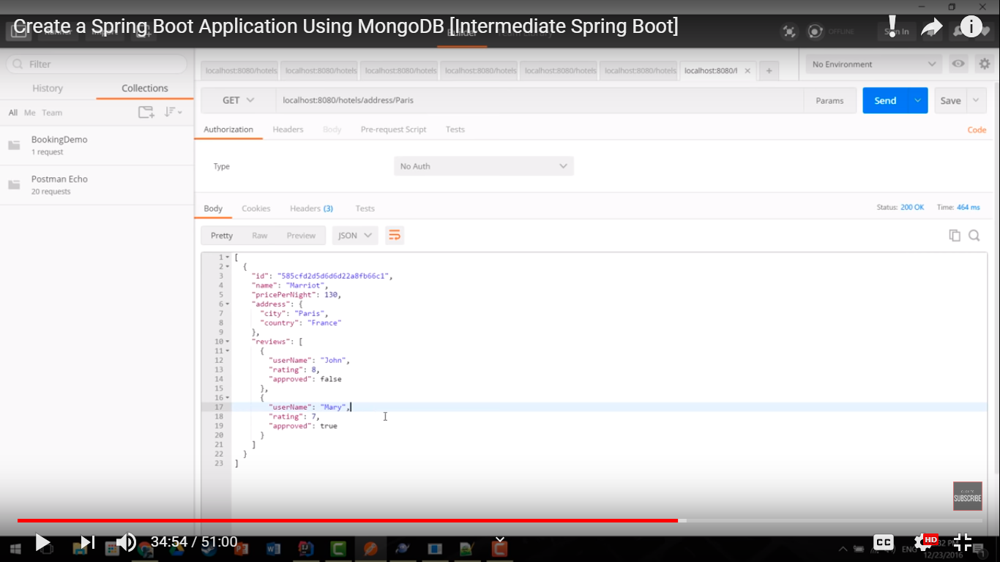 Create a Spring Boot Application Using MongoDB [Intermediate Spring Boot]
Runner Import Builder OFFLINE Sign In
Filter
History Collections
All Me Team
BookingDemo
1 request
Postman Echo
20 requests
localhost:8080/hotels localhost:8080/hotels localhost:8080/hotels localhost:8080/hotels localhost:8080/hotels localhost:8080/hotels localhost:8080/h × +
No Environment
GET localhost:8080/hotels/address/Paris Params Send Save
Authorization Headers Body Pre-request Script Tests Code
Type No Auth
Body Cookies Headers (3) Tests Status: 200 OK Time: 464 ms
Pretty Raw Preview JSON
1 [
2 {
3 "id": "585cfd2d5d6d6d22a8fb66c1",
4 "name": "Marriot",
5 "pricePerNight": 130,
6 "address": {
7 "city": "Paris",
8 "country": "France"
9 },
10 "reviews": [
11 {
12 "userName": "John",
13 "rating": 8,
14 "approved": false
15 },
16 {
17 "userName": "Mary",
18 "rating": 7,
19 "approved": true
20 }
21 ]
22 }
23 ]
SUBSCRIBE
34:54 / 51:00
CC HD
ENG
12/23/2016